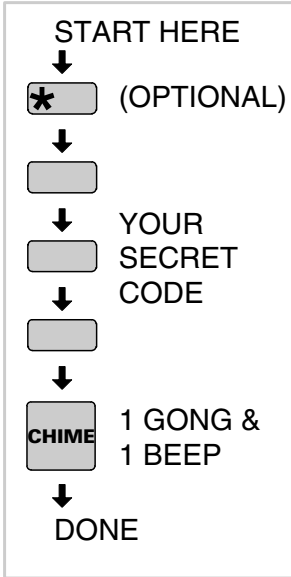 START HERE
* (OPTIONAL)
YOUR
SECRET
CODE
CHIME
1 GONG &
1 BEEP
DONE